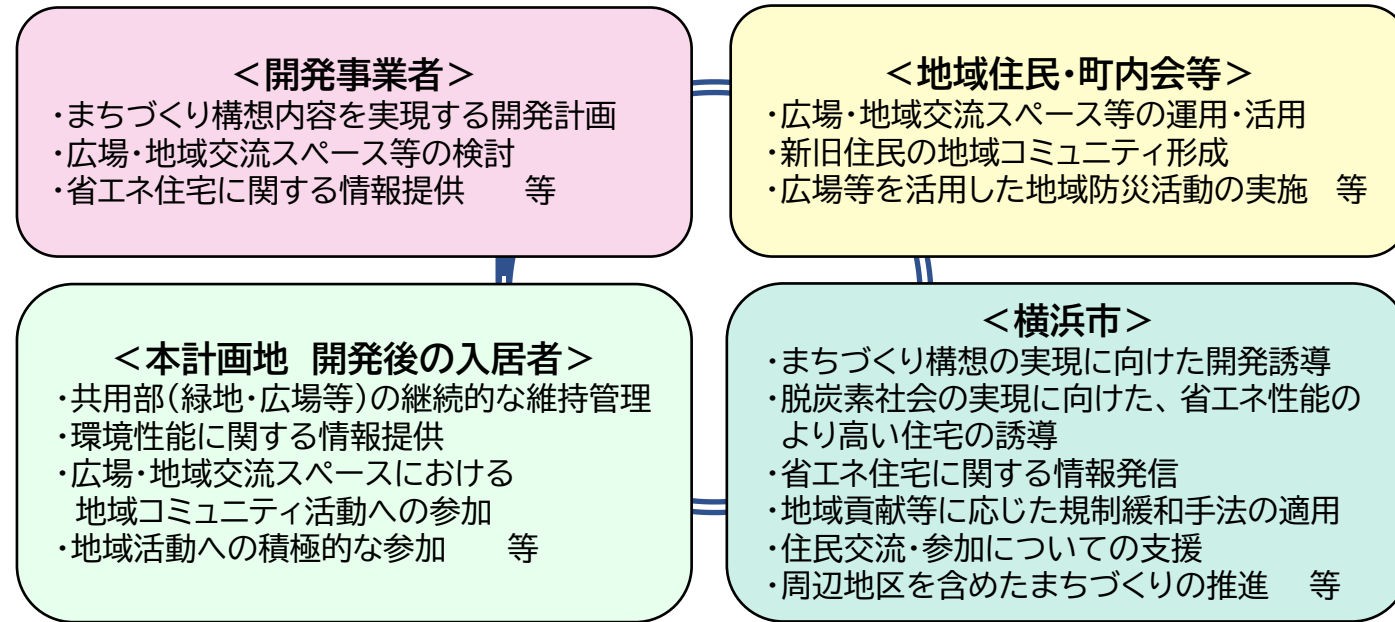 ＜開発事業者＞
・まちづくり構想内容を実現する開発計画
・広場・地域交流スペース等の検討
・省エネ住宅に関する情報提供　　等
＜地域住民・町内会等＞
・広場・地域交流スペース等の運用・活用
・新旧住民の地域コミュニティ形成
・広場等を活用した地域防災活動の実施　等
＜本計画地　開発後の入居者＞
・共用部（緑地・広場等）の継続的な維持管理
・環境性能に関する情報提供
・広場・地域交流スペースにおける
地域コミュニティ活動への参加
・地域活動への積極的な参加　　等
＜横浜市＞
・まちづくり構想の実現に向けた開発誘導
・脱炭素社会の実現に向けた、省エネ性能の
より高い住宅の誘導
・省エネ住宅に関する情報発信
・地域貢献等に応じた規制緩和手法の適用
・住民交流・参加についての支援
・周辺地区を含めたまちづくりの推進　等